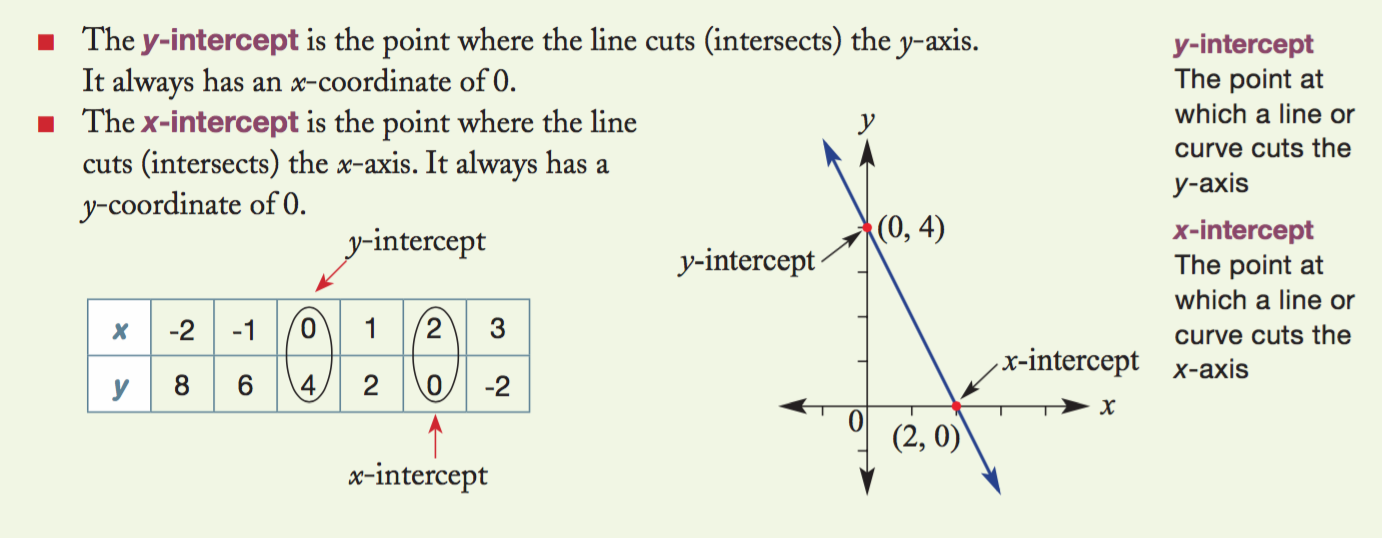 ■ The y-intercept is the point where the line cuts (intersects) the y-axis.
It always has an x-coordinate of 0.
■ The x-intercept is the point where the line
cuts (intersects) the x-axis. It always has a
y-coordinate of 0.
y-intercept
x -2 -1 0 1 2 3
y 8 6 4 2 0 -2
x-intercept
y
(0, 4)
y-intercept
x-intercept
x
0
(2, 0)
y-intercept
The point at
which a line or
curve cuts the
y-axis
x-intercept
The point at
which a line or
curve cuts the
x-axis